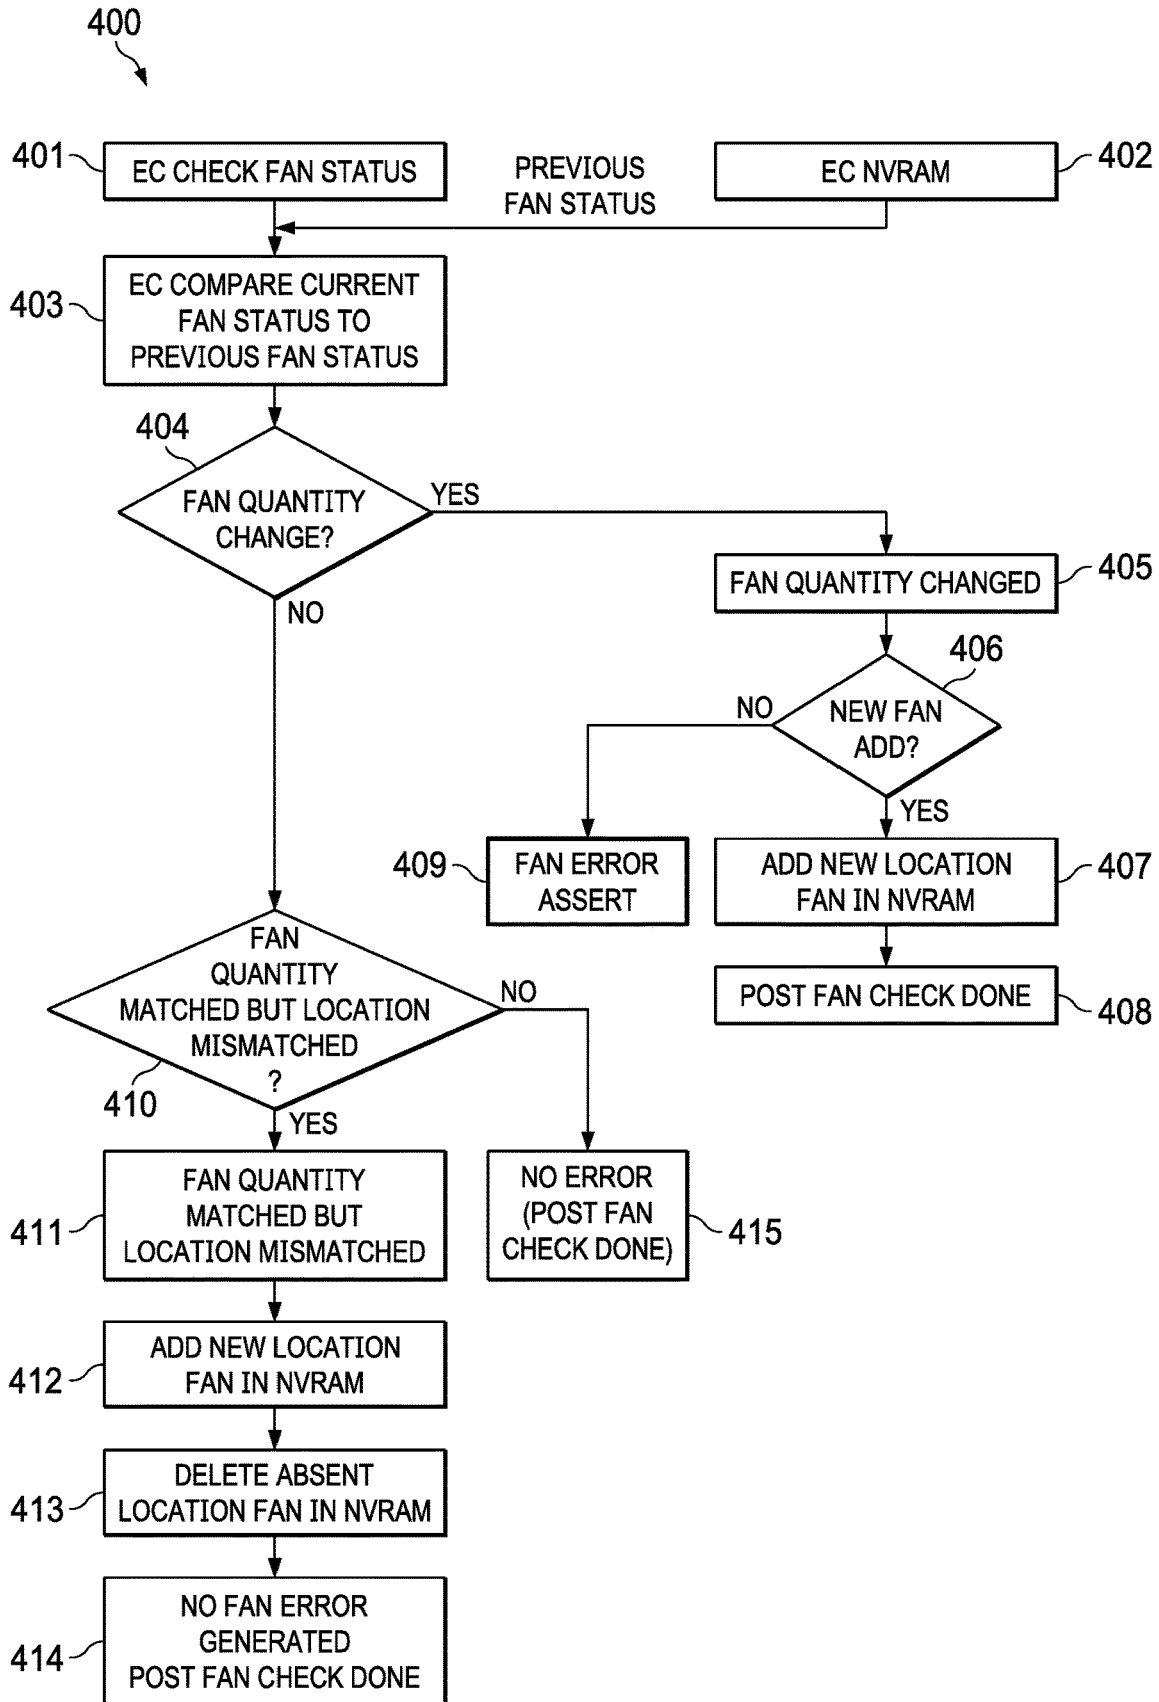 400
401
EC CHECK FAN STATUS
PREVIOUS
FAN STATUS
EC NVRAM
402
403
EC COMPARE CURRENT
FAN STATUS TO
PREVIOUS FAN STATUS
404
FAN QUANTITY
CHANGE?
YES
NO
FAN QUANTITY CHANGED
405
406
NEW FAN
ADD?
NO
YES
409
FAN ERROR
ASSERT
ADD NEW LOCATION
FAN IN NVRAM
407
POST FAN CHECK DONE
408
FAN
QUANTITY
MATCHED BUT LOCATION
MISMATCHED
?
410
NO
YES
411
FAN QUANTITY
MATCHED BUT
LOCATION MISMATCHED
NO ERROR
(POST FAN
CHECK DONE)
415
412
ADD NEW LOCATION
FAN IN NVRAM
413
DELETE ABSENT
LOCATION FAN IN NVRAM
414
NO FAN ERROR
GENERATED
POST FAN CHECK DONE